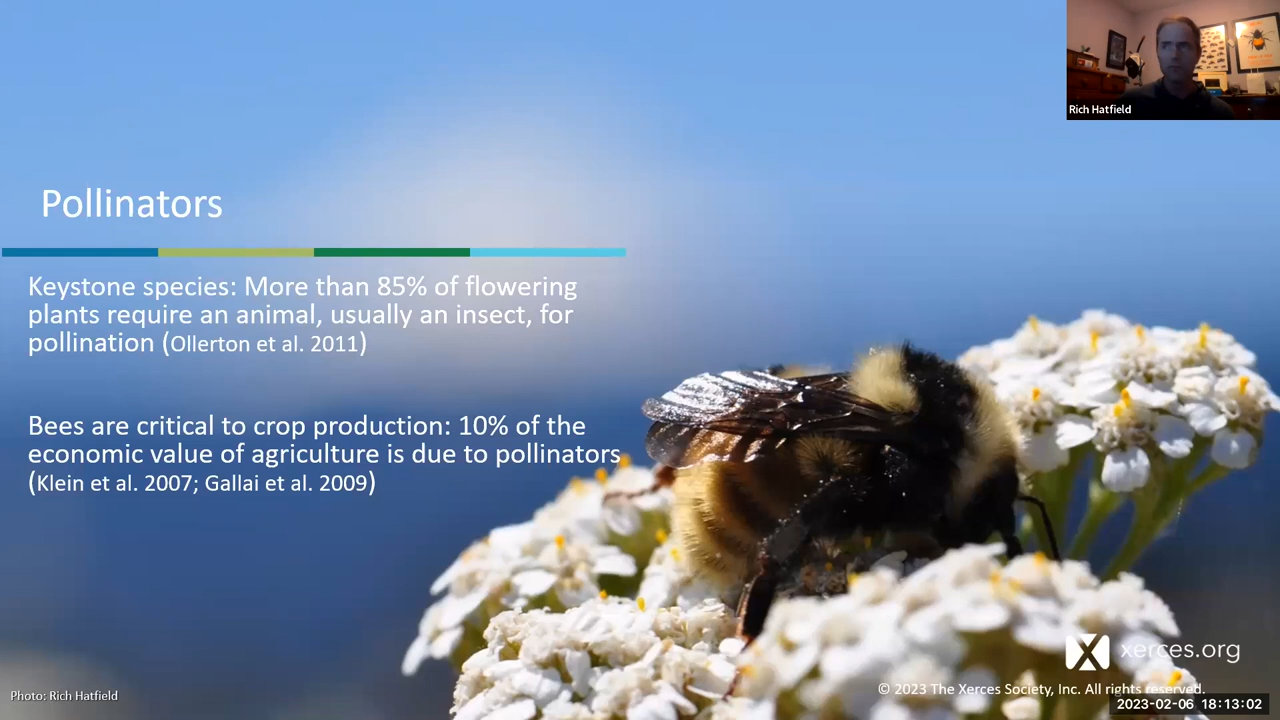 Rich Hatfield
Pollinators
Keystone species: More than 85% of flowering
plants require an animal, usually an insect, for
pollination (Ollerton et al. 2011)
Bees are critical to crop production: 10% of the
economic value of agriculture is due to pollinators
(Klein et al. 2007; Gallai et al. 2009)
xerces.org
Photo: Rich Hatfield
© 2023 The Xerces Society, Inc. All rights reserved.
2023-02-06 18:13:02